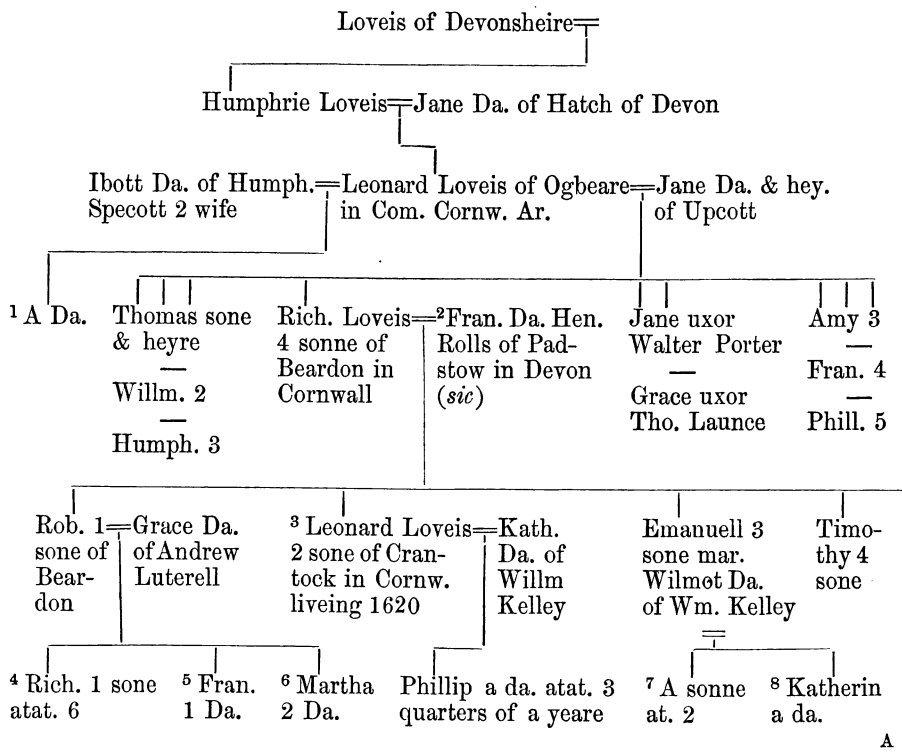 Loveis of Devonsheire
Humphrie Loveis=Jane Da. of Hatch of Devon
Ibott Da. of Humph.=Leonard Loveis of Ogbeare=Jane Da. & hey.
Specott 2 wife
in Com. Cornw. Ar.
of Upcott
¹ A Da.
Thomas sone
& heyre
—
Willm. 2
—
Humph. 3
Rich. Loveis=²Fran. Da. Hen.
4 sonne of
Beardon in
Cornwall
Rolls of Pad-
stow in Devon
(sic)
Jane uxor
Walter Porter
—
Grace uxor
Tho. Launce
Amy 3
—
Fran. 4
—
Phill. 5
Rob. 1=Grace Da.
sone of
Bear-
don
of Andrew
Luterell
³ Leonard Loveis=Kath.
2 sone of Cran-
tock in Cornw.
liveing 1620
Da. of
Willm
Kelley
Emanuell 3
sone mar.
Wilmot Da.
of Wm. Kelley
Timo-
thy 4
sone
⁴ Rich. 1 sone
atat. 6
⁵ Fran.
1 Da.
⁶ Martha
2 Da.
Phillip a da. atat. 3
quarters of a yeare
⁷ A sonne
at. 2
⁸ Katherin
a da.
A